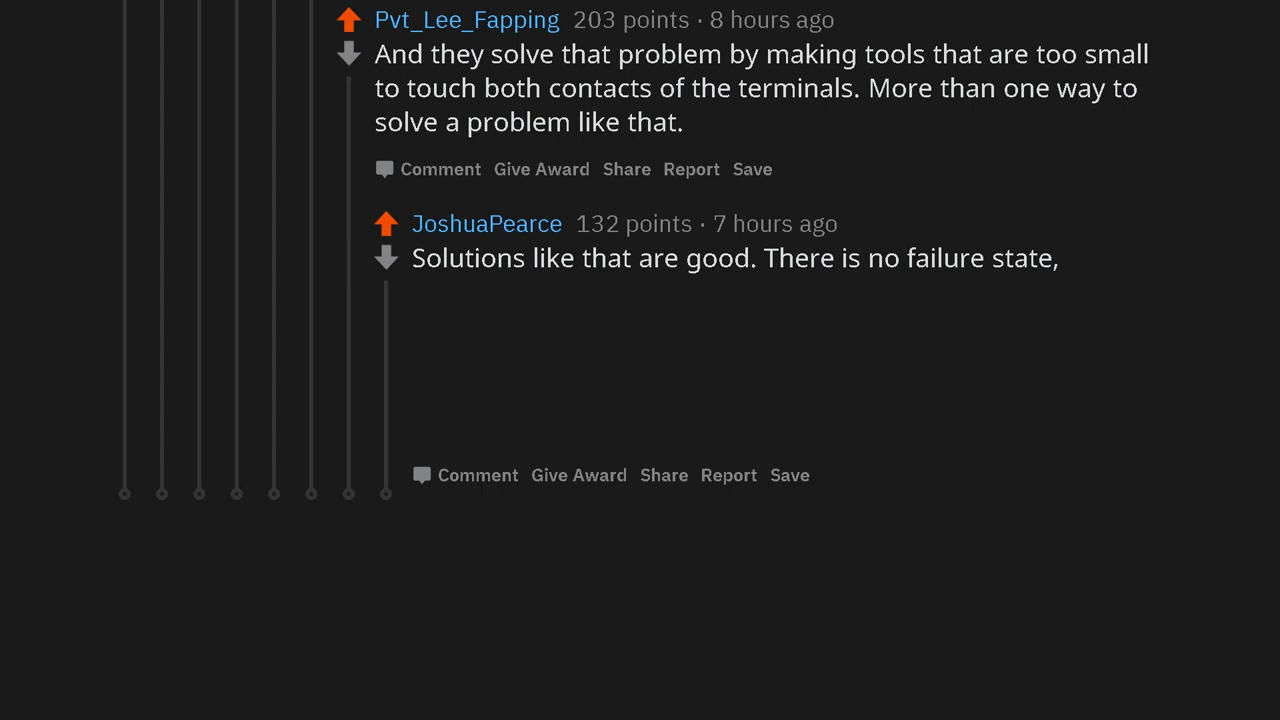 Pvt_Lee_Fapping 203 points · 8 hours ago
And they solve that problem by making tools that are too small
to touch both contacts of the terminals. More than one way to
solve a problem like that.
Comment Give Award Share Report Save
JoshuaPearce 132 points · 7 hours ago
Solutions like that are good. There is no failure state,
Comment Give Award Share Report Save